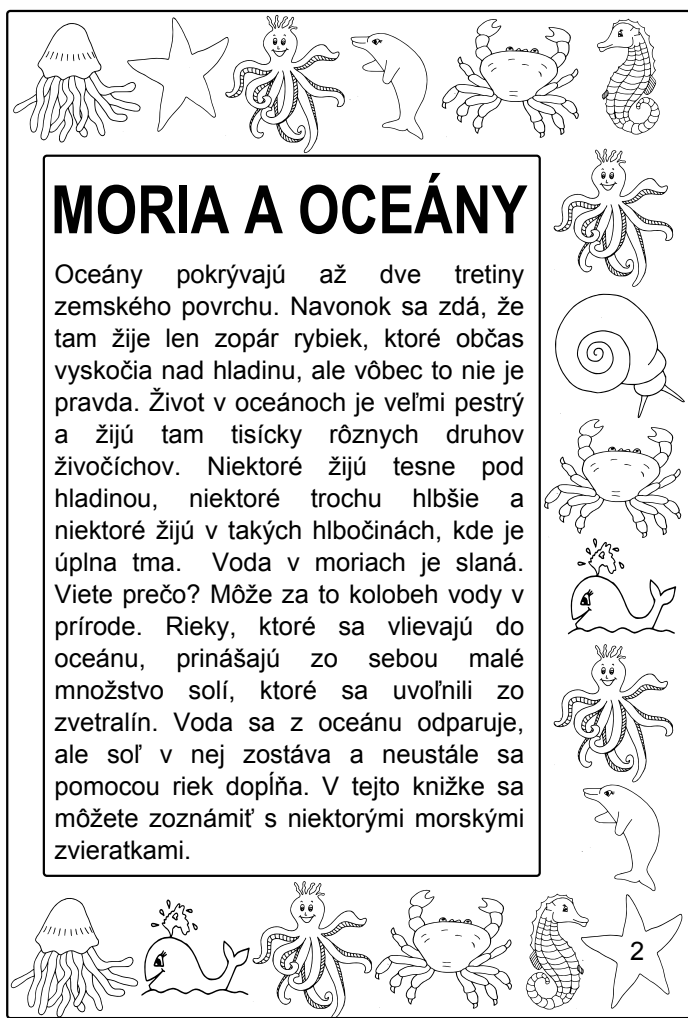 MORIA A OCEÁNY
Oceány pokrývajú až dve tretiny
zemského povrchu. Navonok sa zdá, že
tam žije len zopár rybiek, ktoré občas
vyskočia nad hladinu, ale vôbec to nie je
pravda. Život v oceánoch je veľmi pestrý
a žijú tam tisícky rôznych druhov
živočíchov. Niektoré žijú tesne pod
hladinou, niektoré trochu hlbšie a
niektoré žijú v takých hlbočinách, kde je
úplna tma. Voda v moriach je slaná.
Viete prečo? Môže za to kolobeh vody v
prírode. Rieky, ktoré sa vlievajú do
oceánu, prinášajú zo sebou malé
množstvo solí, ktoré sa uvoľnili zo
zvetralín. Voda sa z oceánu odparuje,
ale soľ v nej zostáva a neustále sa
pomocou riek dopĺňa. V tejto knižke sa
môžete zoznámiť s niektorými morskými
zvieratkami.
2